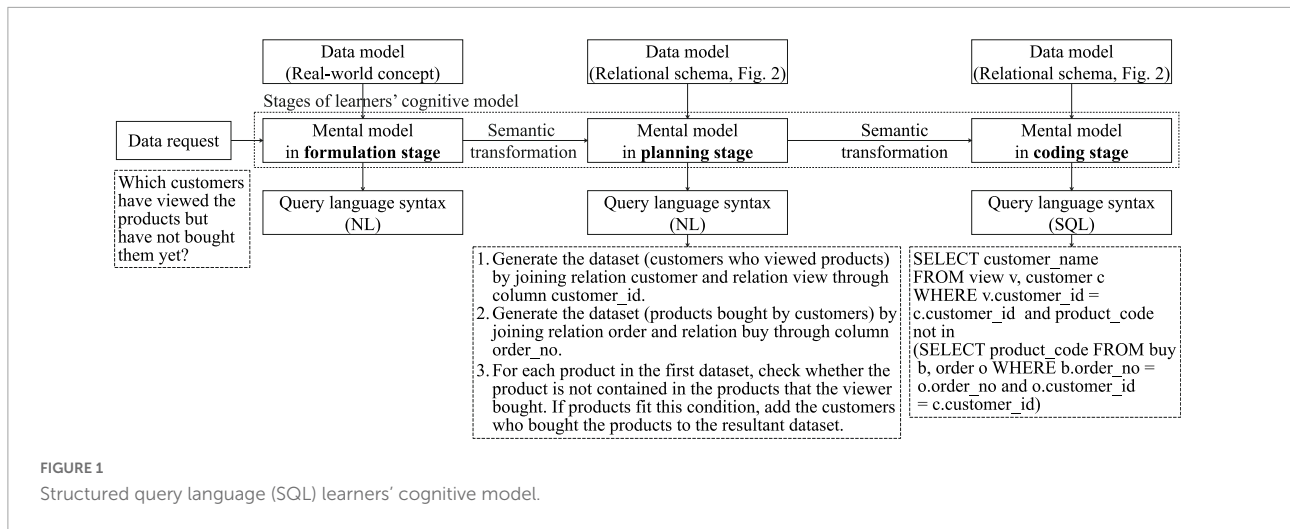 Data model
(Real-world concept)
Data model
(Relational schema, Fig. 2)
Data model
(Relational schema, Fig. 2)
Stages of learners' cognitive model
Data request
Mental model
in formulation stage
Semantic
transformation
Mental model
in planning stage
Semantic
transformation
Mental model
in coding stage
Which customers
have viewed the
products but
have not bought
them yet?
Query language syntax
(NL)
Query language syntax
(NL)
Query language syntax
(SQL)
1. Generate the dataset (customers who viewed products)
by joining relation customer and relation view through
column customer_id.
2. Generate the dataset (products bought by customers) by
joining relation order and relation buy through column
order_no.
3. For each product in the first dataset, check whether the
product is not contained in the products that the viewer
bought. If products fit this condition, add the customers
who bought the products to the resultant dataset.
SELECT customer_name
FROM view v, customer c
WHERE v.customer_id =
c.customer_id and product_code
not in
(SELECT product_code FROM buy
b, order o WHERE b.order_no =
o.order_no and o.customer_id
= c.customer_id)
FIGURE 1
Structured query language (SQL) learners' cognitive model.